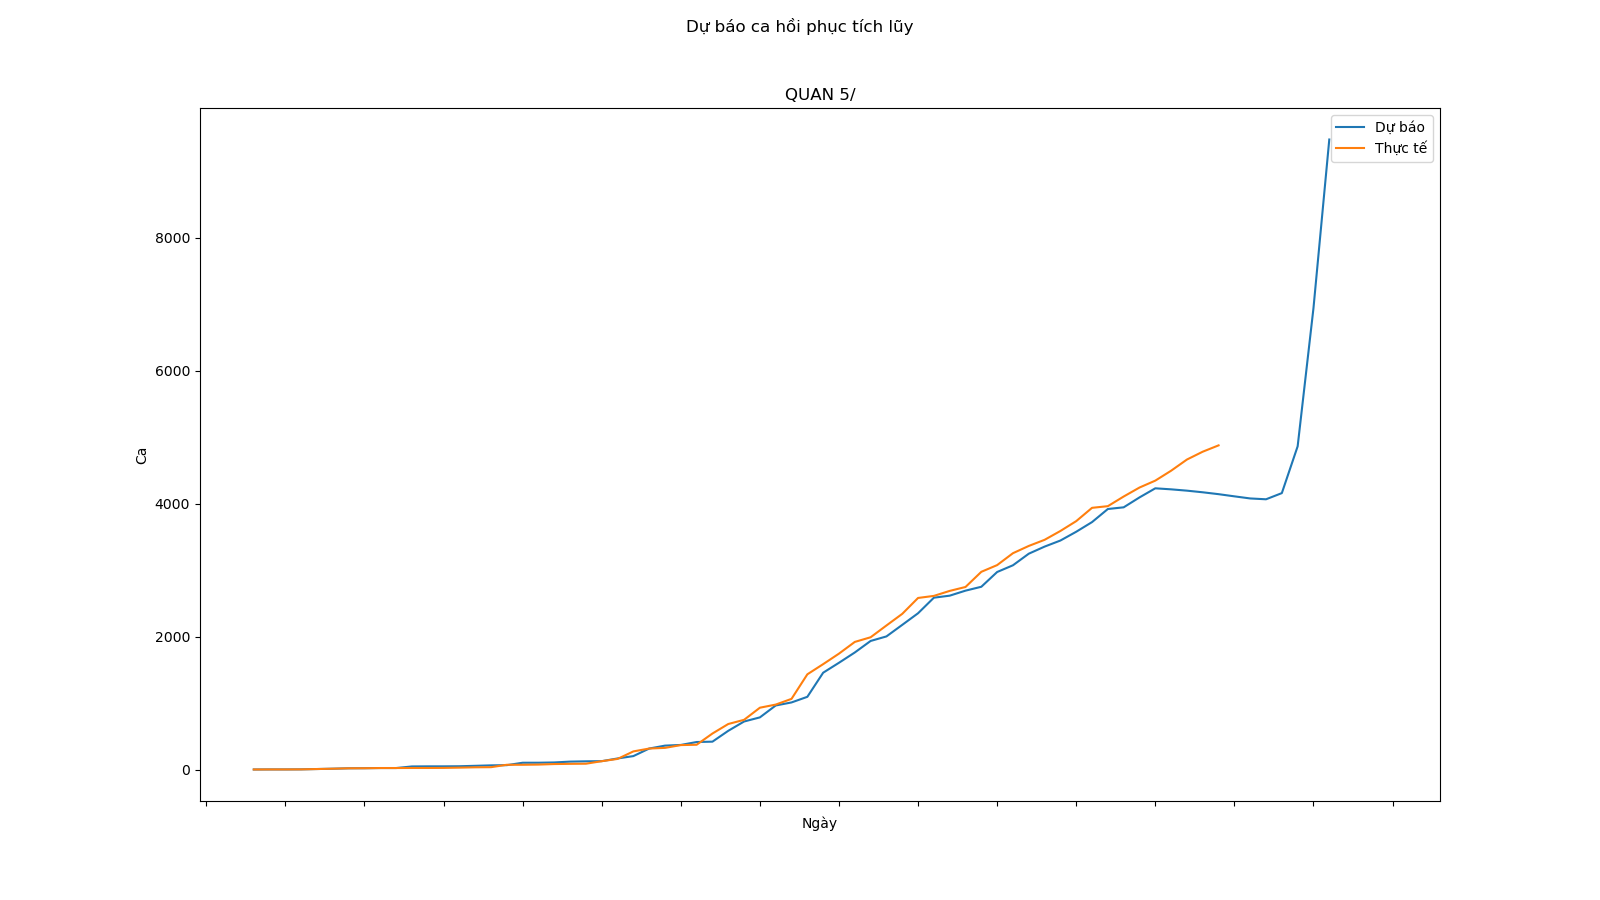 Dự báo ca hồi phục tích lũy
QUAN 5/
Dự báo
Thực tế
8000
6000
4000
2000
0
Ca
Ngày